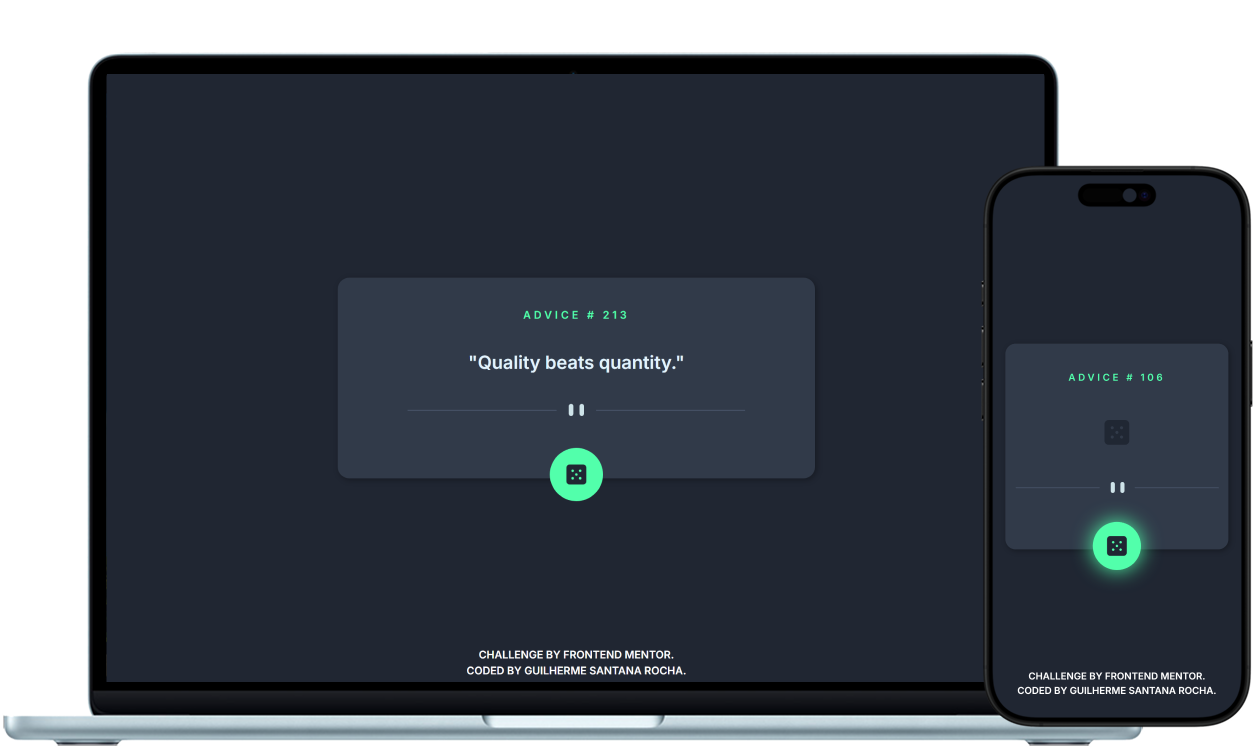 ADVICE # 213
"Quality beats quantity."
CHALLENGE BY FRONTEND MENTOR.
CODED BY GUILHERME SANTANA ROCHA.
ADVICE # 106
CHALLENGE BY FRONTEND MENTOR.
CODED BY GUILHERME SANTANA ROCHA.